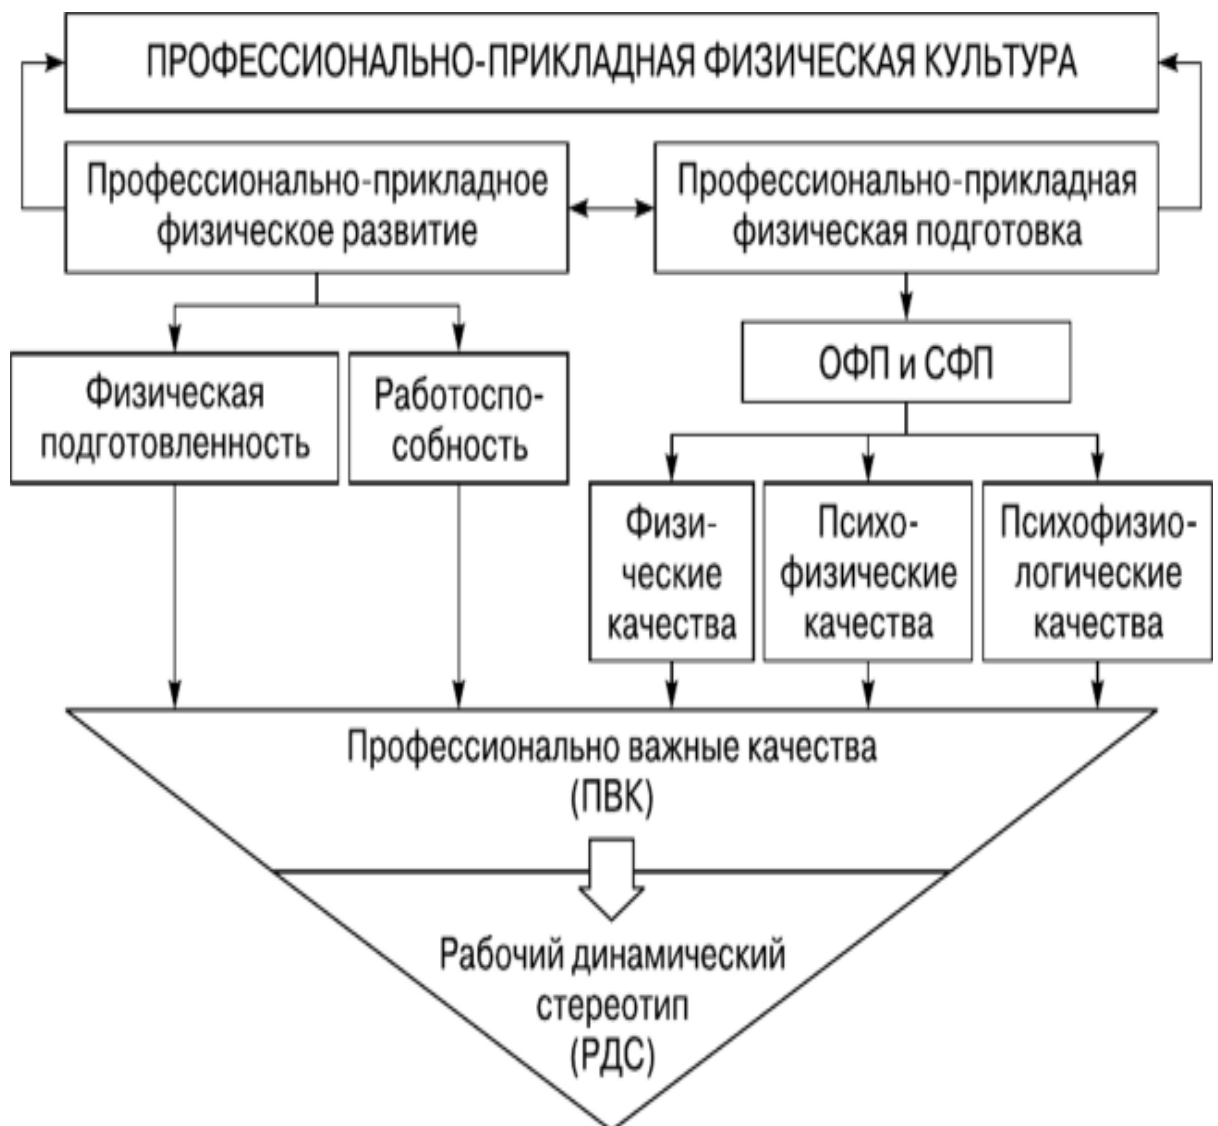 ПРОФЕССИОНАЛЬНО-ПРИКЛАДНАЯ ФИЗИЧЕСКАЯ КУЛЬТУРА
Профессионально-прикладное
физическое развитие
Профессионально-прикладная
физическая подготовка
Физическая
подготовленность
Работоспо-
собность
ОФП и СФП
Физи-
ческие
качества
Психо-
физические
качества
Психофизио-
логические
качества
Профессионально важные качества
(ПВК)
Рабочий динамический
стереотип
(РДС)